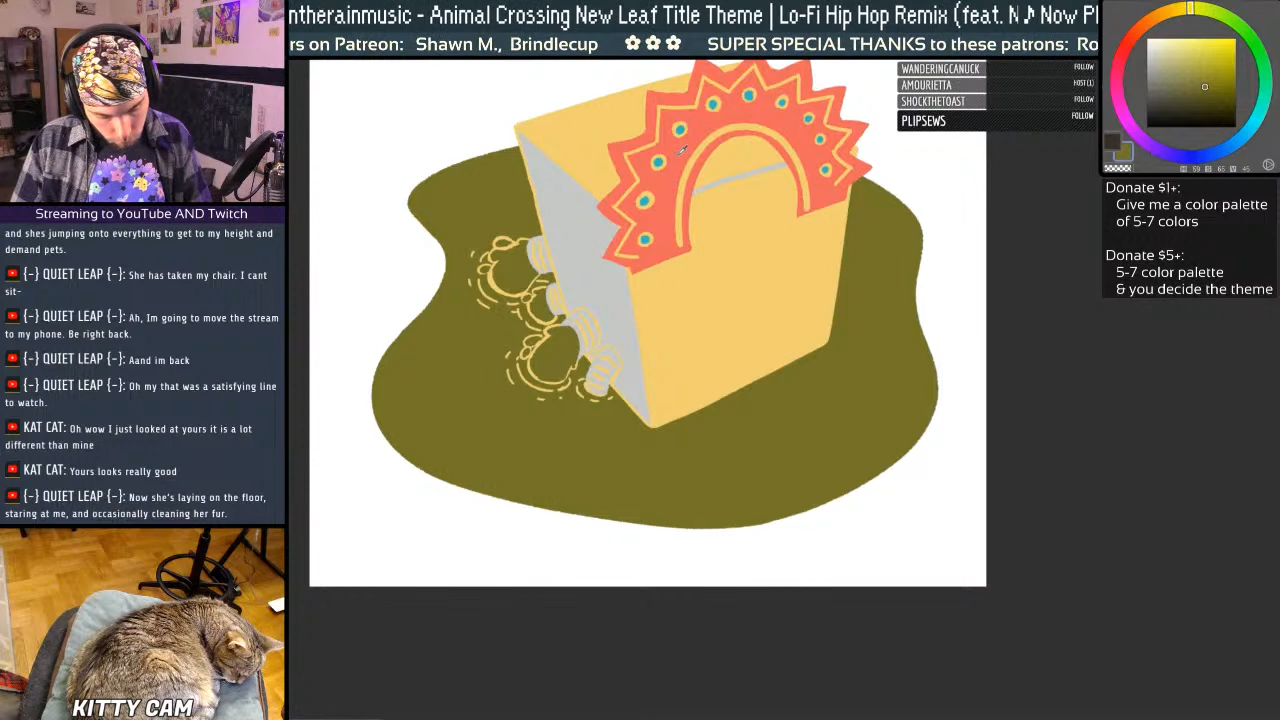 ntherainmusic - Animal Crossing New Leaf Title Theme | Lo-Fi Hip Hop Remix (feat. N♪ Now Pl
rs on Patreon: Shawn M., Brindlecup ✿ ✿ ✿ SUPER SPECIAL THANKS to these patrons: Ro
WANDERINGCANUCK FOLLOW
AMOURIETTA HOST(1)
SHOCKTHETOAST FOLLOW
PLIPSEWS FOLLOW
Donate $1+:
Give me a color palette
of 5-7 colors
Donate $5+:
5-7 color palette
& you decide the theme
Streaming to YouTube AND Twitch
and shes jumping onto everything to get to my height and
demand pets.
{-} QUIET LEAP {-}: She has taken my chair. I cant
sit-
{-} QUIET LEAP {-}: Ah, Im going to move the stream
to my phone. Be right back.
{-} QUIET LEAP {-}: Aand im back
{-} QUIET LEAP {-}: Oh my that was a satisfying line
to watch.
KAT CAT: Oh wow I just looked at yours it is a lot
different than mine
KAT CAT: Yours looks really good
{-} QUIET LEAP {-}: Now she's laying on the floor,
staring at me, and occasionally cleaning her fur.
KITTY CAM